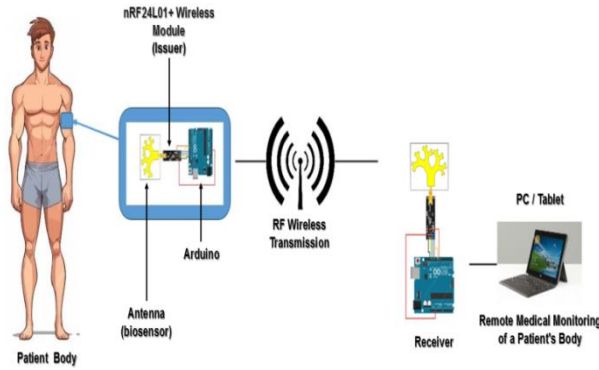 nRF24L01+ Wireless
Module
(Issuer)
PC / Tablet
RF Wireless
Transmission
Arduino
Antenna
(biosensor)
Receiver
Remote Medical Monitoring
of a Patient's Body
Patient Body